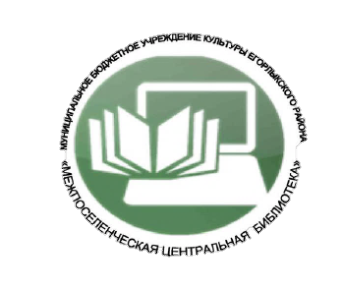 МУНИЦИПАЛЬНОЕ БЮДЖЕТНОЕ УЧРЕЖДЕНИЕ КУЛЬТУРЫ ЕГОРЛЫКСКОГО РАЙОНА
«МЕЖПОСЕЛЕНЧЕСКАЯ ЦЕНТРАЛЬНАЯ БИБЛИОТЕКА»